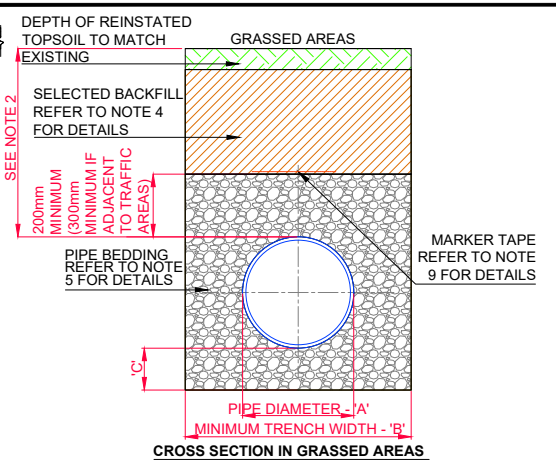 DEPTH OF REINSTATED
TOPSOIL TO MATCH
EXISTING
GRASSED AREAS
SELECTED BACKFILL
REFER TO NOTE 4
FOR DETAILS
SEE NOTE 2
200mm
MINIMUM
(300mm
MINIMUM IF
ADJACENT
TO TRAFFIC
AREAS)
MARKER TAPE
REFER TO NOTE
9 FOR DETAILS
PIPE BEDDING
REFER TO NOTE
5 FOR DETAILS
'C'
PIPE DIAMETER - 'A'
MINIMUM TRENCH WIDTH - 'B'
CROSS SECTION IN GRASSED AREAS